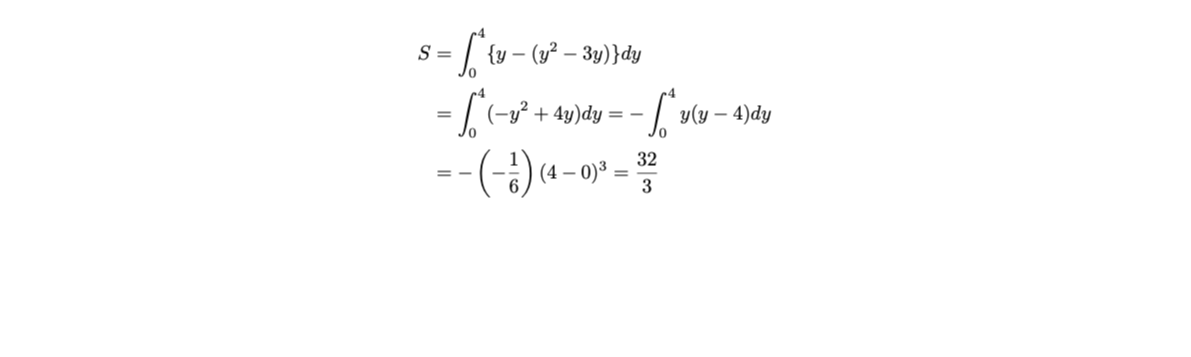 S = ∫₀⁴ {y − (y² − 3y)}dy
= ∫₀⁴ (−y² + 4y)dy = − ∫₀⁴ y(y − 4)dy
= − (− 1/6) (4 − 0)³ = 32/3